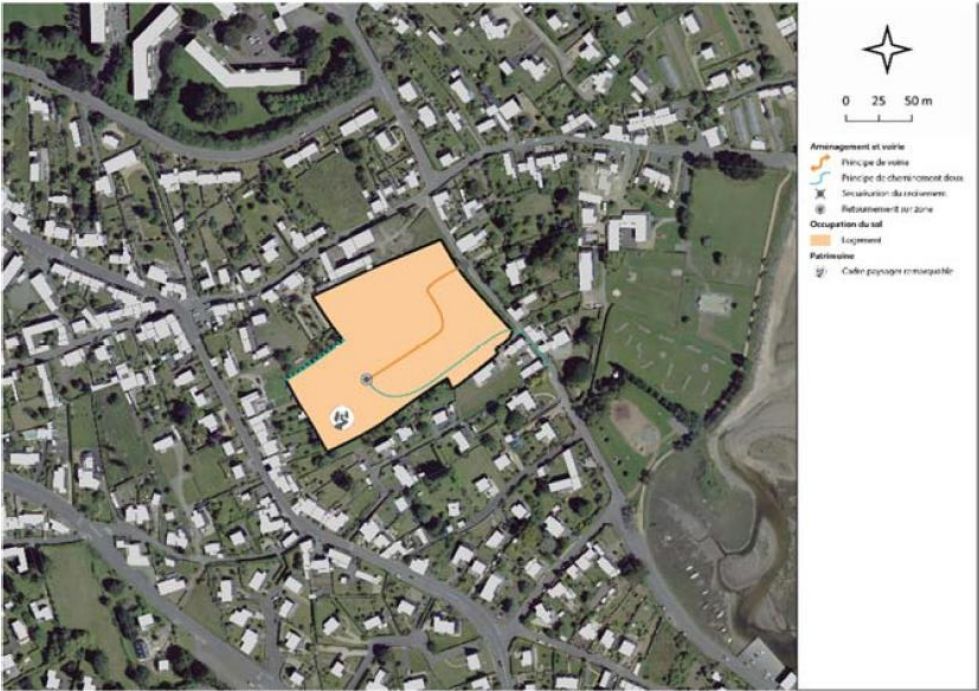 0 25 50 m
Aménagement et voirie
Principe de voirie
Principe de cheminement doux
Sécurisation du croisement
Retournement sur zone
Occupation du sol
Logement
Patrimoine
Cadre paysager remarquable